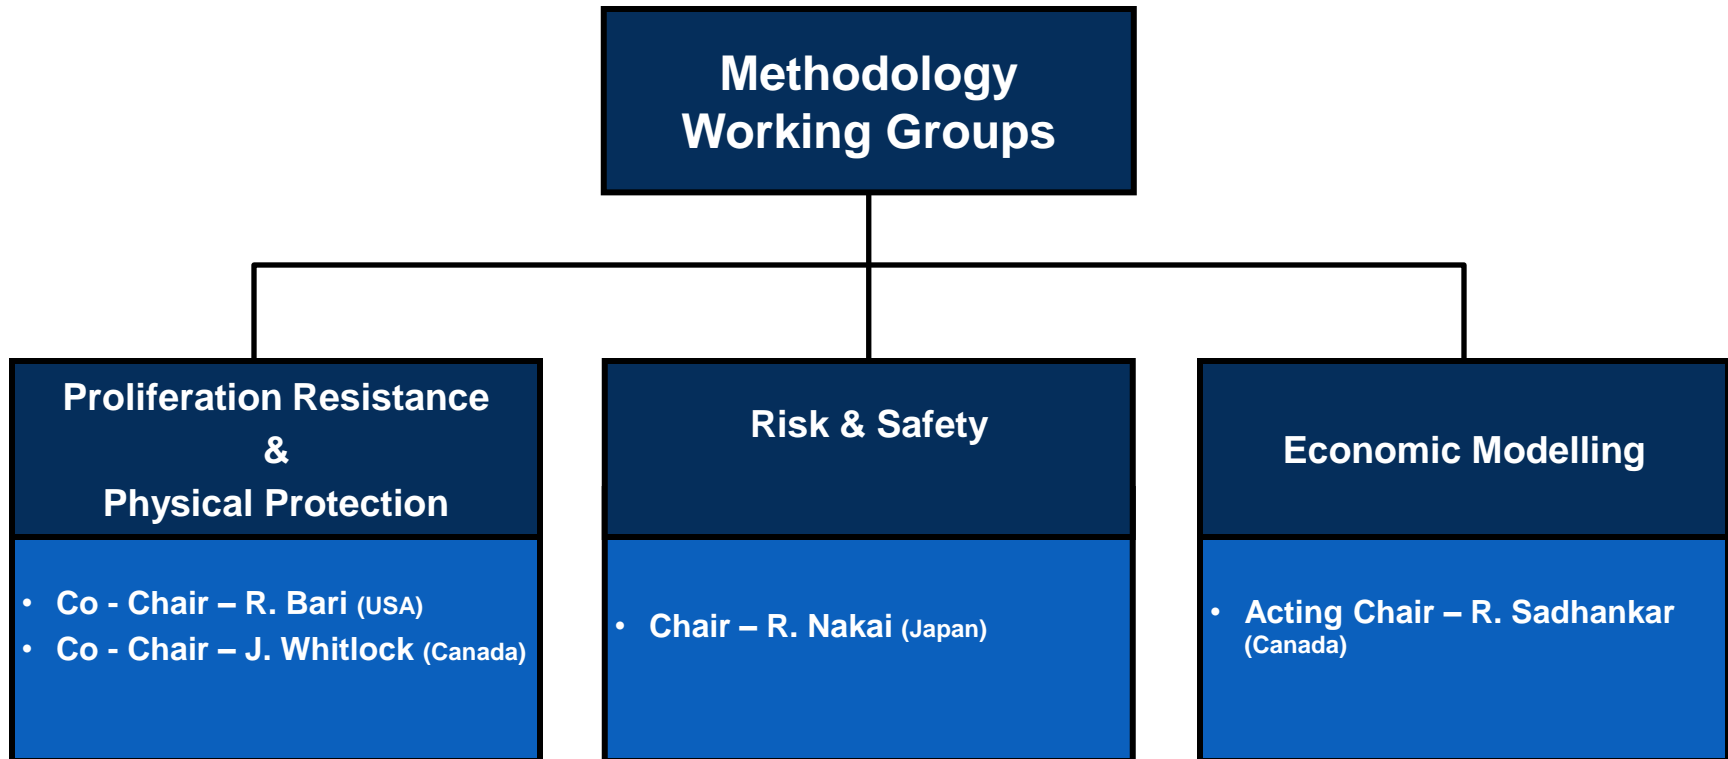 Methodology
Working Groups
Proliferation Resistance
&
Physical Protection
• Co - Chair – R. Bari (USA)
• Co - Chair – J. Whitlock (Canada)
Risk & Safety
• Chair – R. Nakai (Japan)
Economic Modelling
• Acting Chair – R. Sadhankar
(Canada)